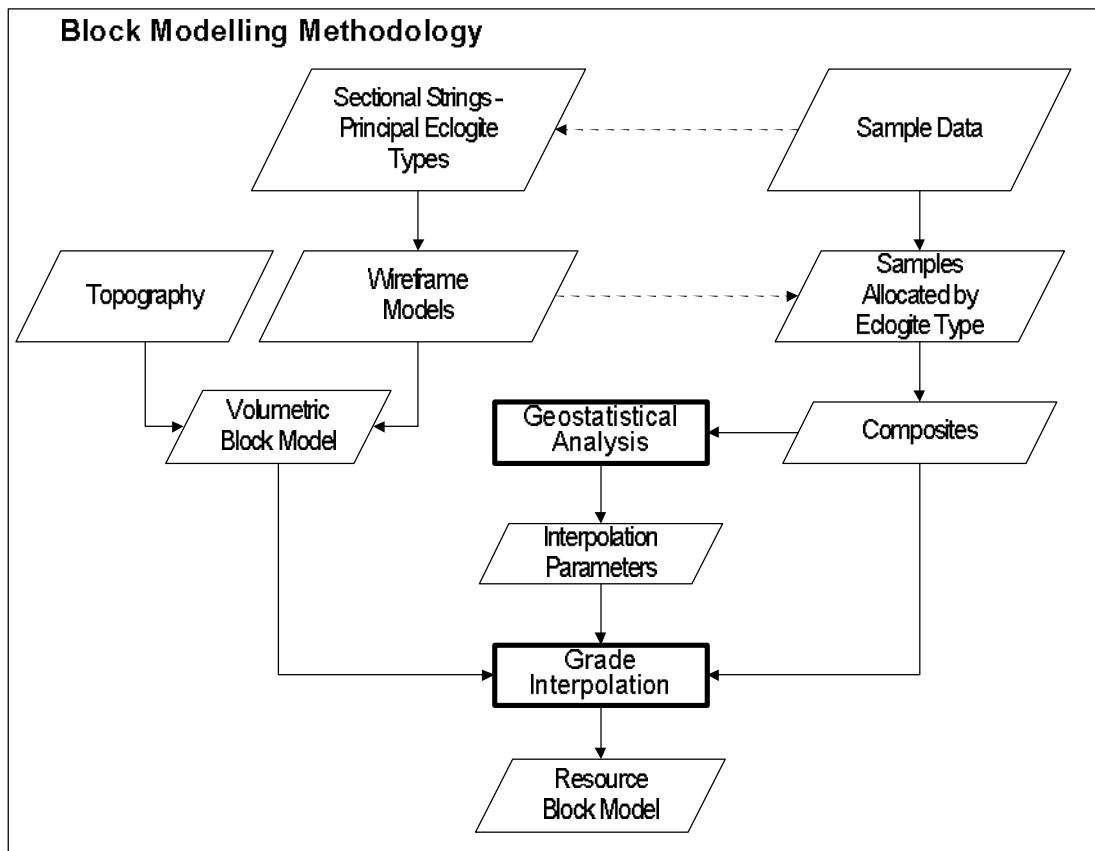 Block Modelling Methodology
Sectional Strings -
Principal Eclogite
Types
Sample Data
Topography
Wireframe
Models
Samples
Allocated by
Eclogite Type
Volumetric
Block Model
Geostatistical
Analysis
Composites
Interpolation
Parameters
Grade
Interpolation
Resource
Block Model